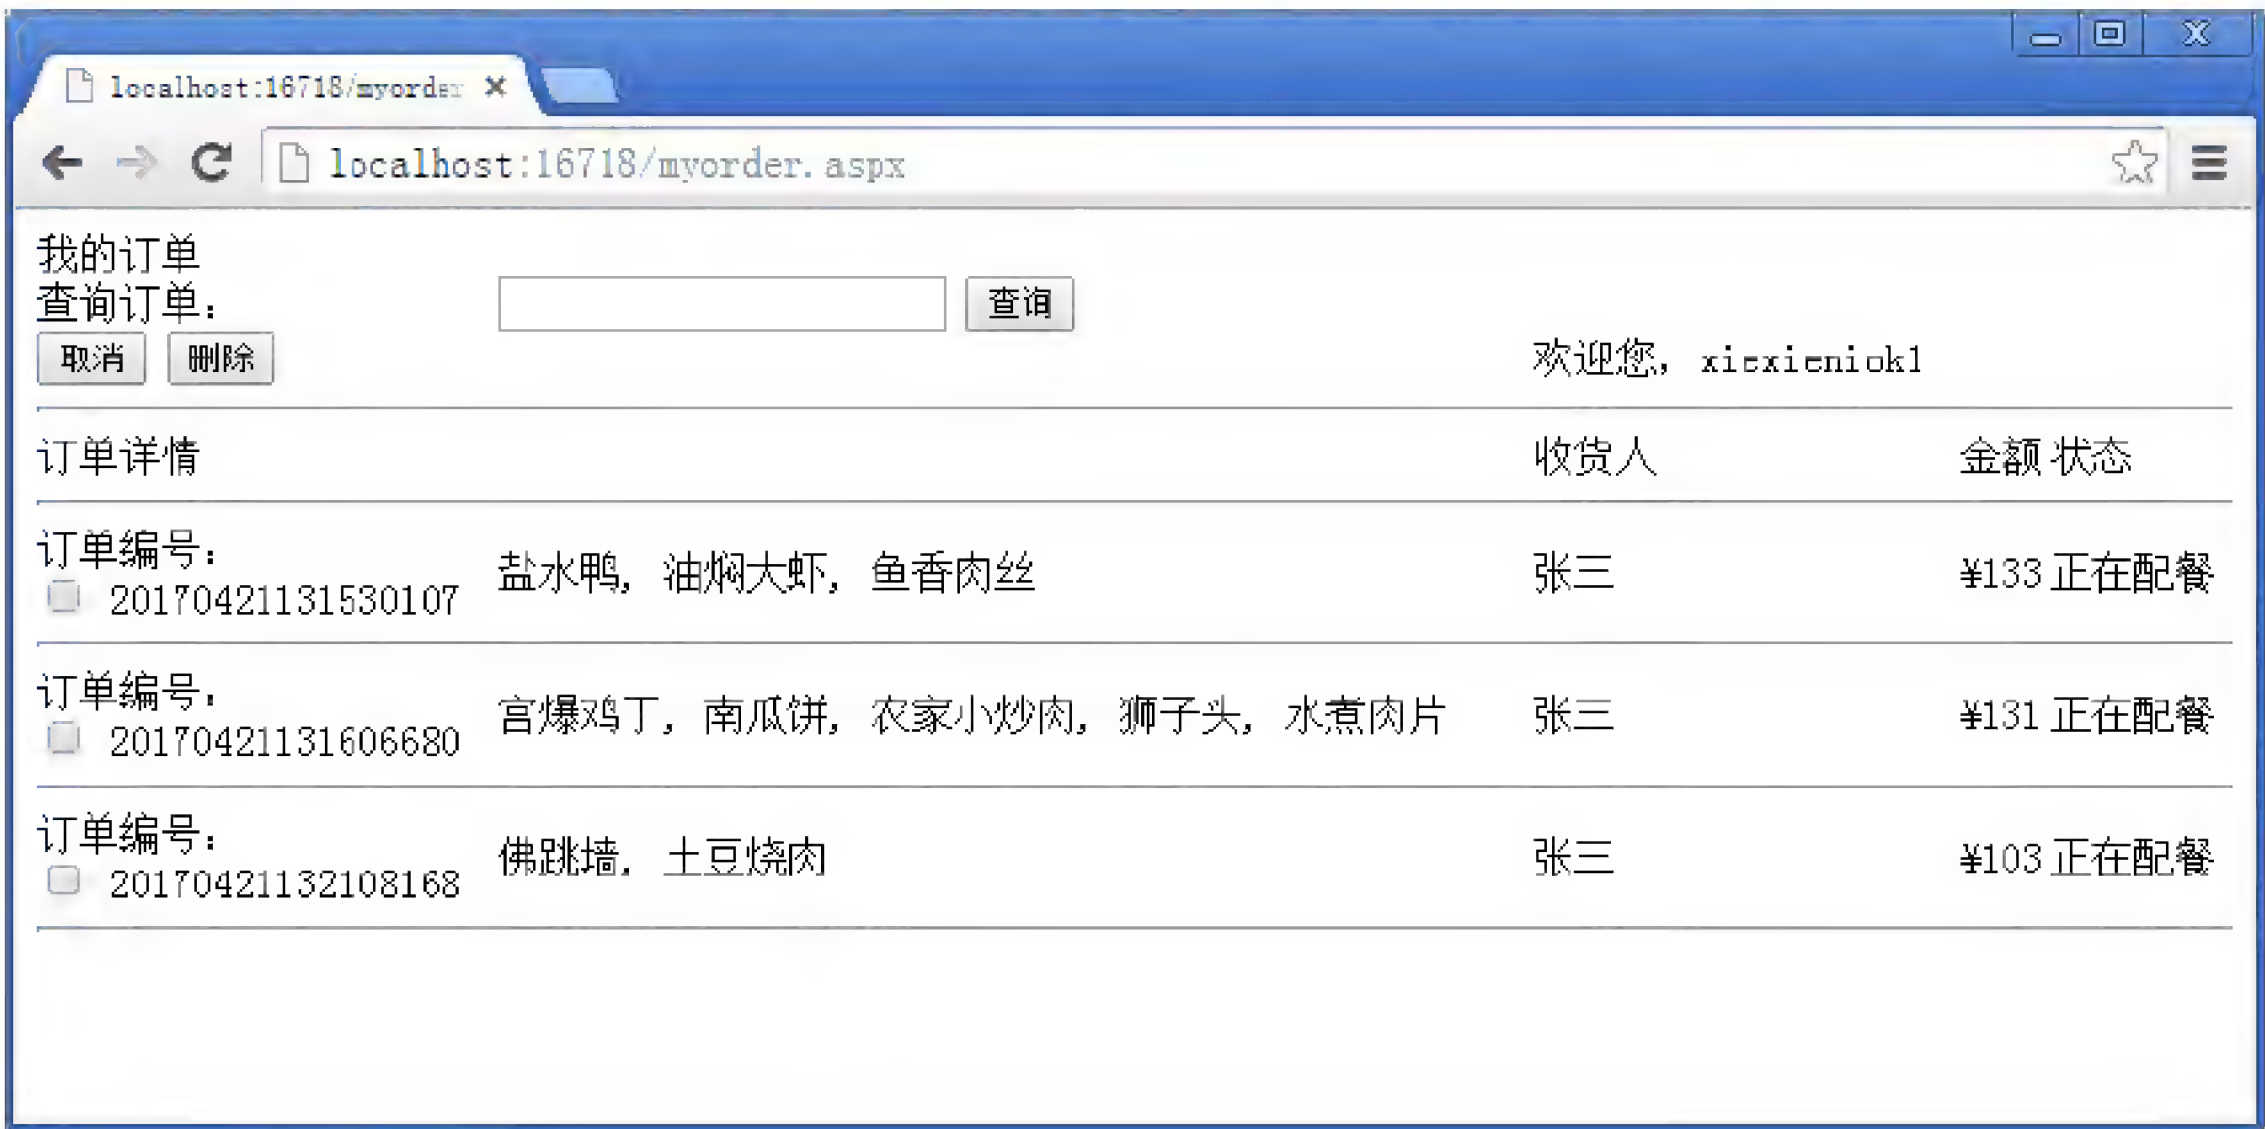 localhost:16718/myorder
localhost:16718/myorder.aspx
我的订单
查询订单: 查询
取消 删除 欢迎您, xiexieniok1
订单详情 收货人 金额 状态
订单编号:
20170421131530107 盐水鸭, 油焖大虾, 鱼香肉丝 张三 ¥133 正在配餐
订单编号:
20170421131606680 宫爆鸡丁, 南瓜饼, 农家小炒肉, 狮子头, 水煮肉片 张三 ¥131 正在配餐
订单编号:
20170421132108168 佛跳墙, 土豆烧肉 张三 ¥103 正在配餐